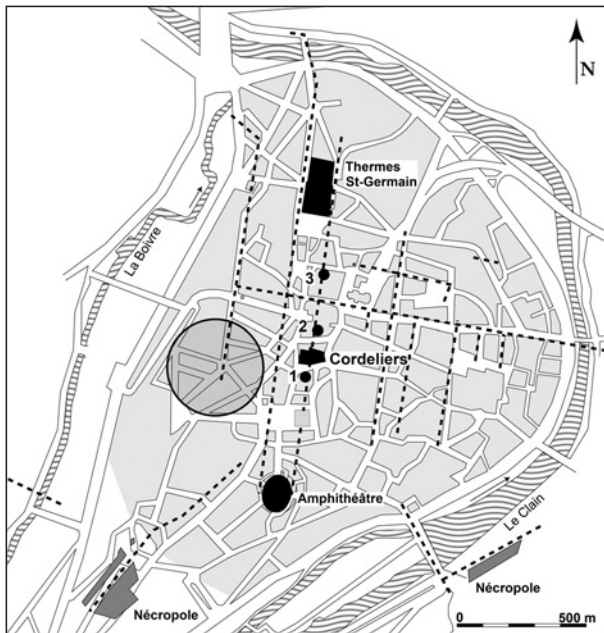 N
Thermes
St-Germain
La Boivre
3
2
Cordeliers
1
Amphithéâtre
Le Clain
Nécropole
Nécropole
0 500 m